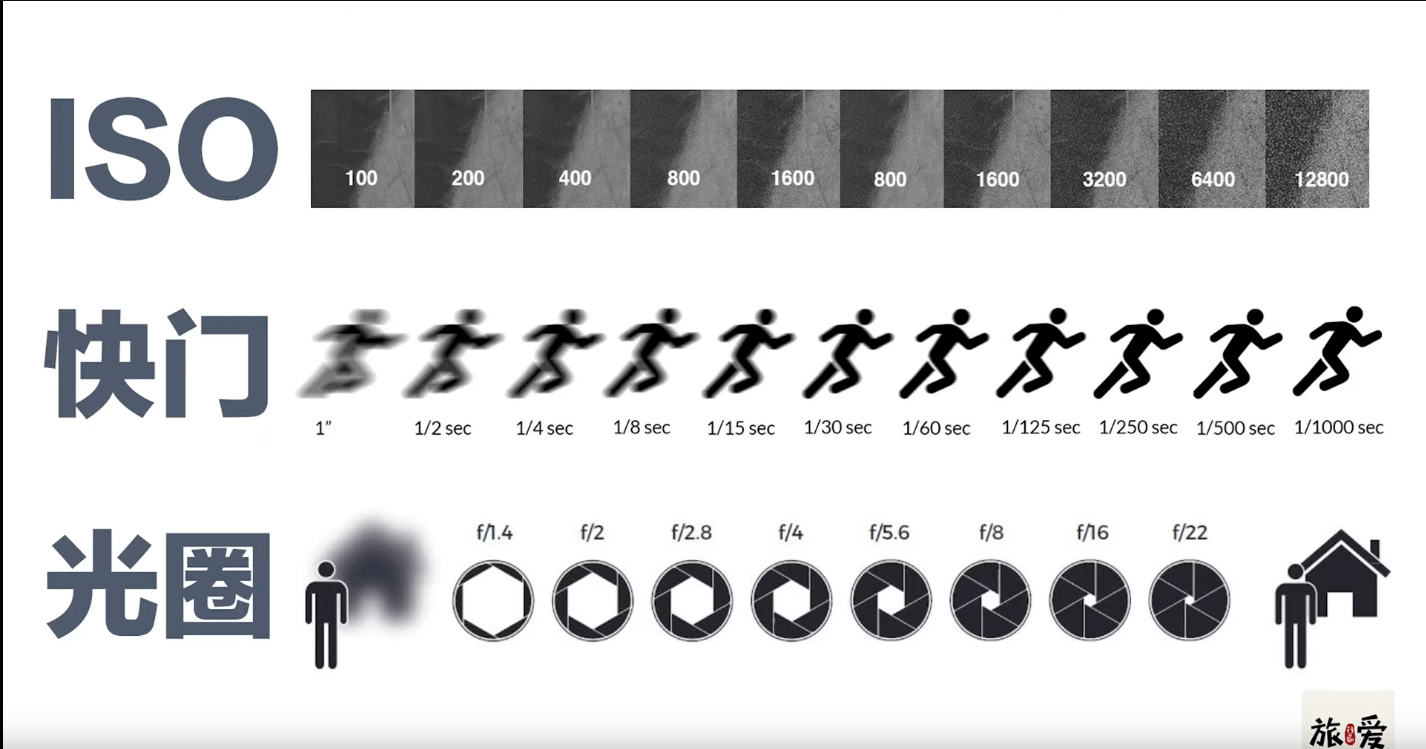 ISO
100 200 400 800 1600 800 1600 3200 6400 12800
快门
1” 1/2 sec 1/4 sec 1/8 sec 1/15 sec 1/30 sec 1/60 sec 1/125 sec 1/250 sec 1/500 sec 1/1000 sec
光圈
f/1.4 f/2 f/2.8 f/4 f/5.6 f/8 f/16 f/22
旅 爱